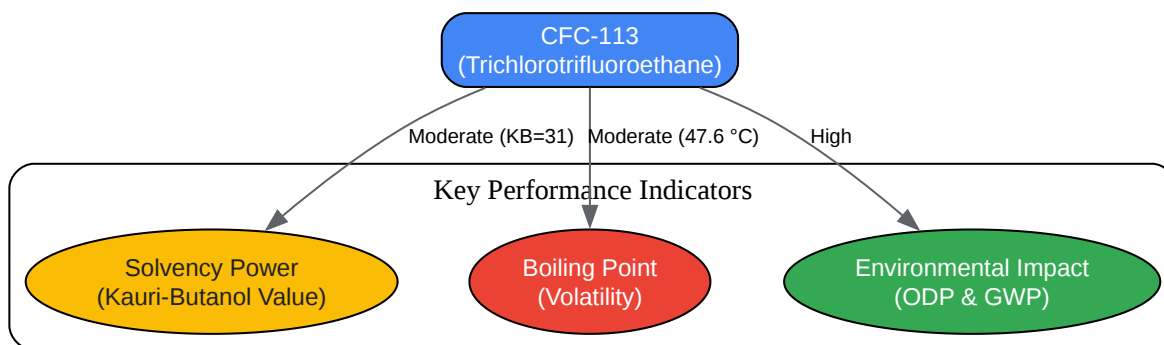 CFC-113
(Trichlorotrifluoroethane)
Moderate (KB=31)
Moderate (47.6 °C)
High
Key Performance Indicators
Solvency Power
(Kauri-Butanol Value)
Boiling Point
(Volatility)
Environmental Impact
(ODP & GWP)